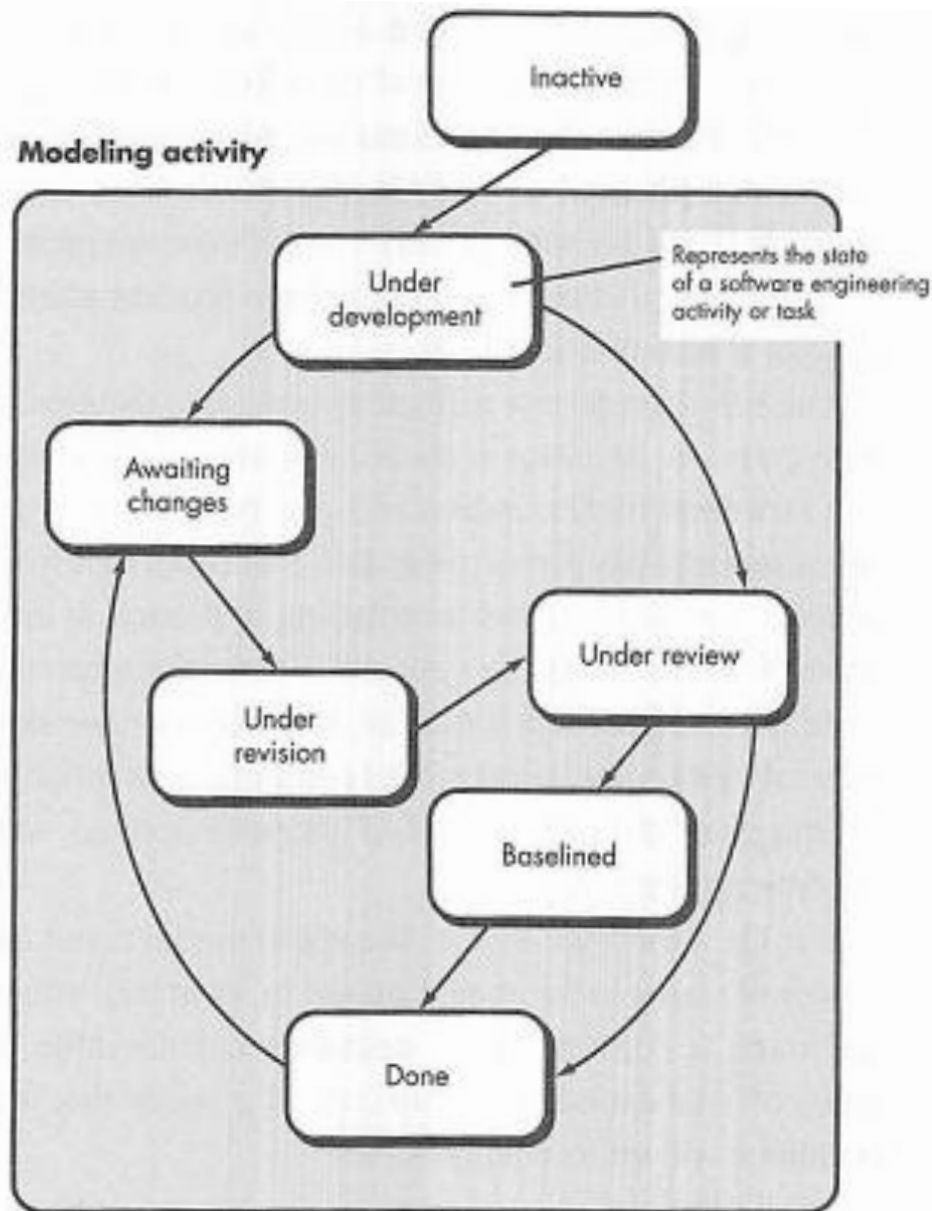 Inactive
Modeling activity
Under
development
Represents the state
of a software engineering
activity or task
Awaiting
changes
Under review
Under
revision
Baselined
Done